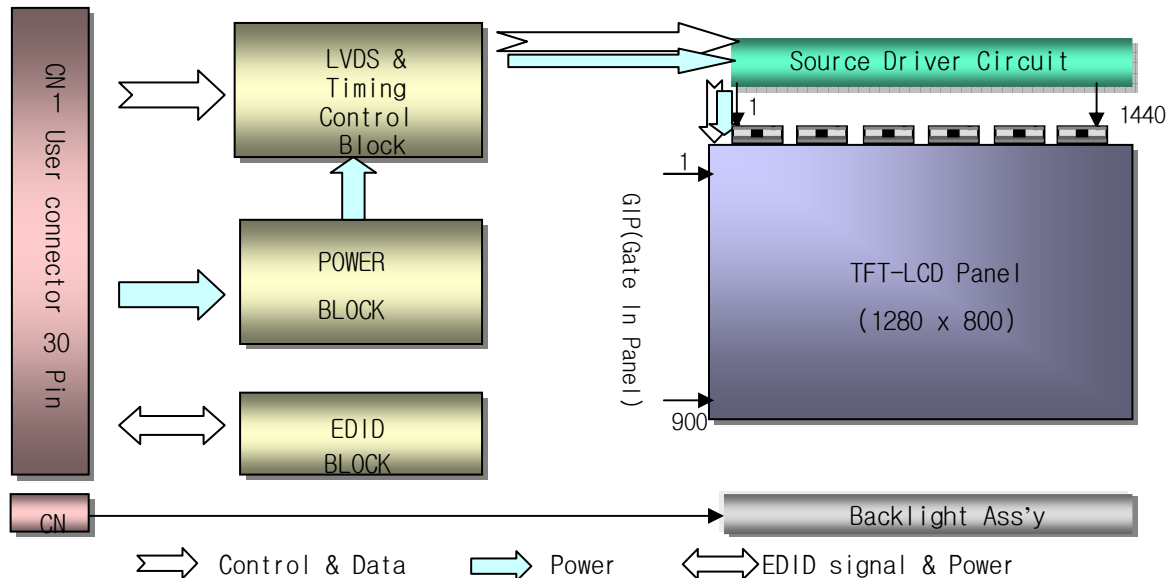 CN1 User connector 30 Pin
LVDS &
Timing
Control
Block
Source Driver Circuit
1
1440
1
GIP(Gate In Panel)
900
TFT-LCD Panel
(1280 x 800)
POWER
BLOCK
EDID
BLOCK
CN
Backlight Ass'y
Control & Data
Power
EDID signal & Power